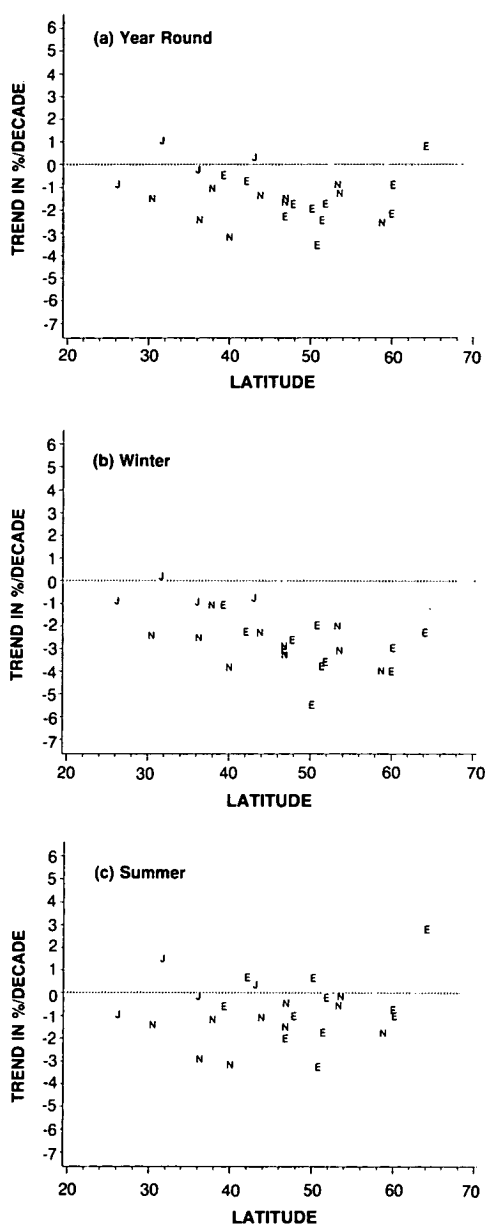 6
(a) Year Round
5
4
3
2
1 J E
0 J
-1 J J N E E N N E
-2 N N N N E E E E E
-3 N E N
-4 E
-5
-6
-7
20 30 40 50 60 70
LATITUDE
TREND IN %/DECADE
6
(b) Winter
5
4
3
2
1
0 J
-1 J J N E J
-2 N N E N E N E
-3 N E N N E
-4 N E E N E
-5 E
-6
-7
20 30 40 50 60 70
LATITUDE
TREND IN %/DECADE
6
(c) Summer
5
4
3 E
2
1 J E J E
0 J N E N
-1 J N E N E N E E
-2 N E E N
-3 N N E
-4
-5
-6
-7
20 30 40 50 60 70
LATITUDE
TREND IN %/DECADE